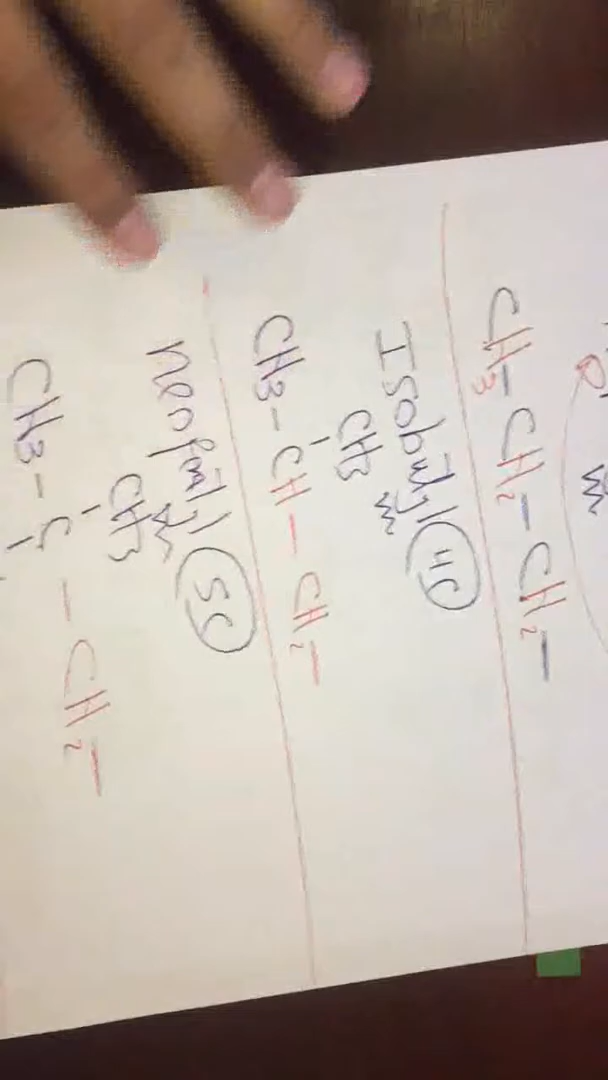 R
CH3-CH2-CH2-
Isobutyl 4C
CH3
CH3-CH-CH2-
neopentyl 5C
CH3
CH3-C-CH2-